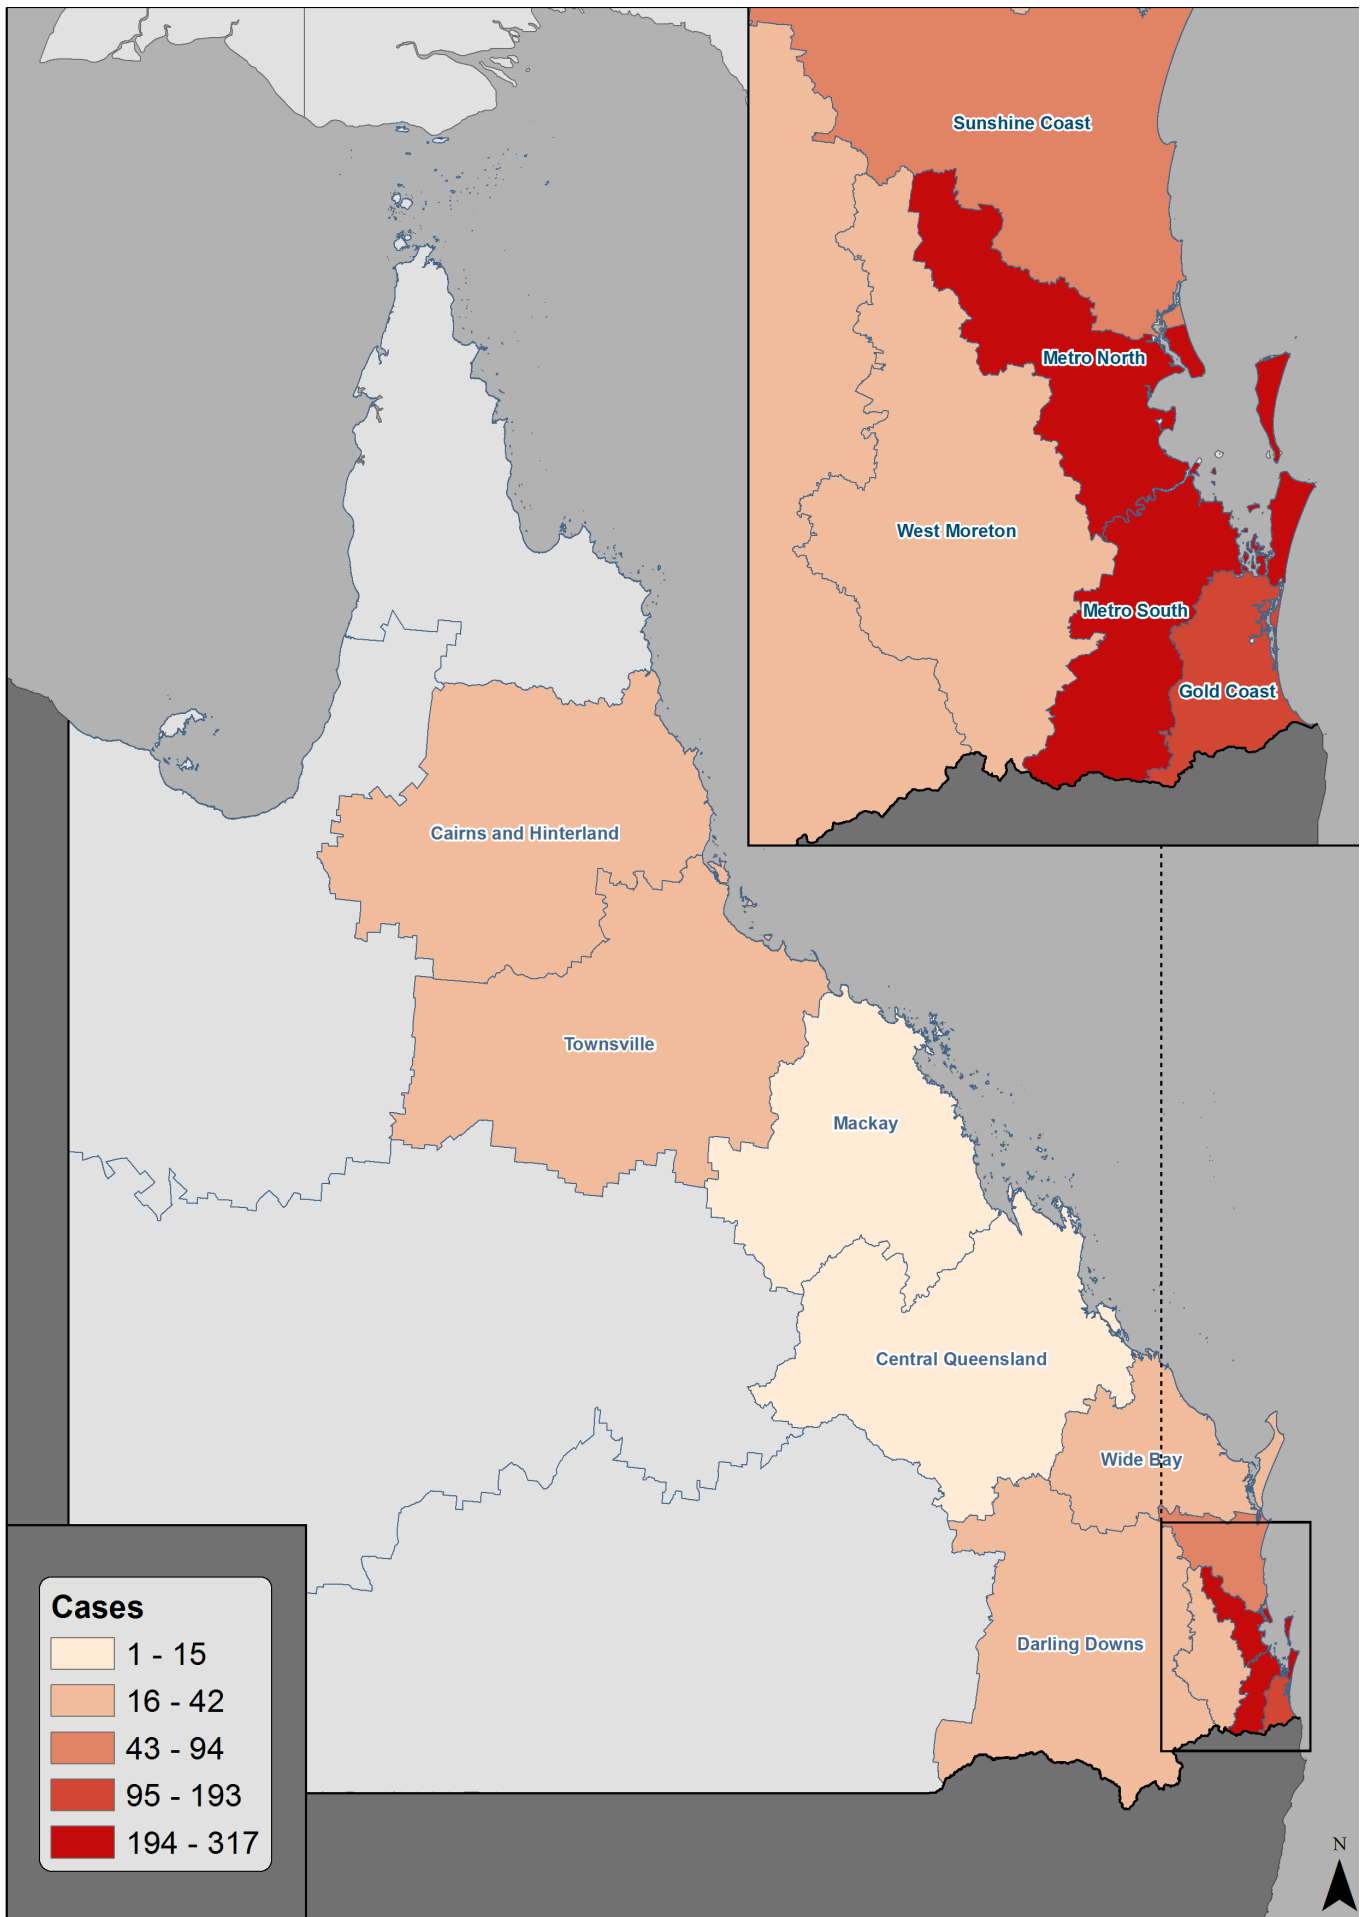 Sunshine Coast
Metro North
West Moreton
Metro South
Gold Coast
Cairns and Hinterland
Townsville
Mackay
Central Queensland
Wide Bay
Darling Downs
Cases
1 - 15
16 - 42
43 - 94
95 - 193
194 - 317
N